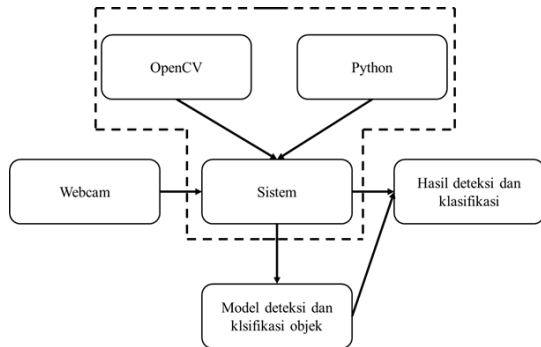 OpenCV
Python
Webcam
Sistem
Hasil deteksi dan
klasifikasi
Model deteksi dan
klsifikasi objek